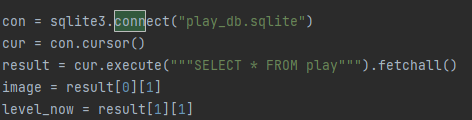 con = sqlite3.connect("play_db.sqlite")
cur = con.cursor()
result = cur.execute("""SELECT * FROM play""").fetchall()
image = result[0][1]
level_now = result[1][1]